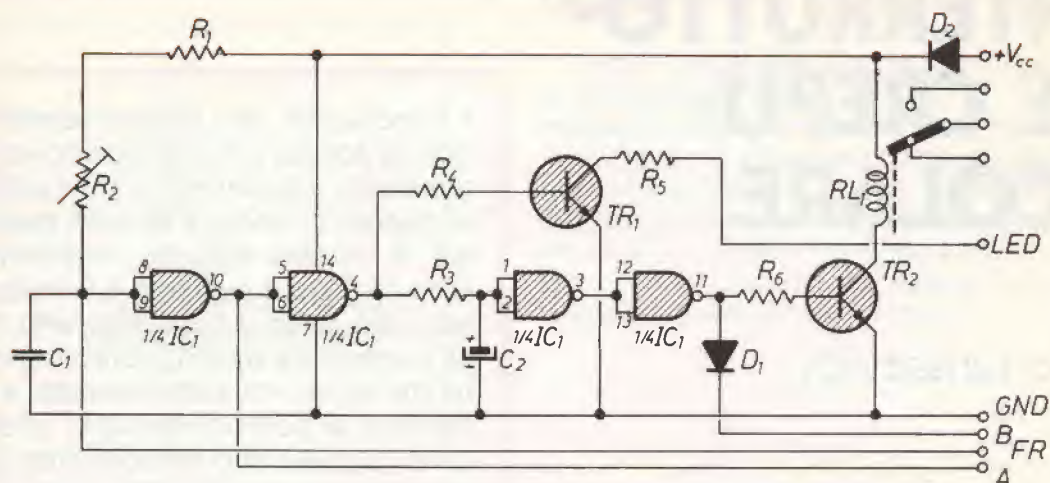 R1
D2
+Vcc
R2
R4
R5
TR1
RL1
LED
R3
R6
TR2
8
9
10
1/4 IC1
5
6
14
4
7
1/4 IC1
1
2
3
1/4 IC1
12
13
11
1/4 IC1
C1
+
-
C2
D1
GND
B
FR
A